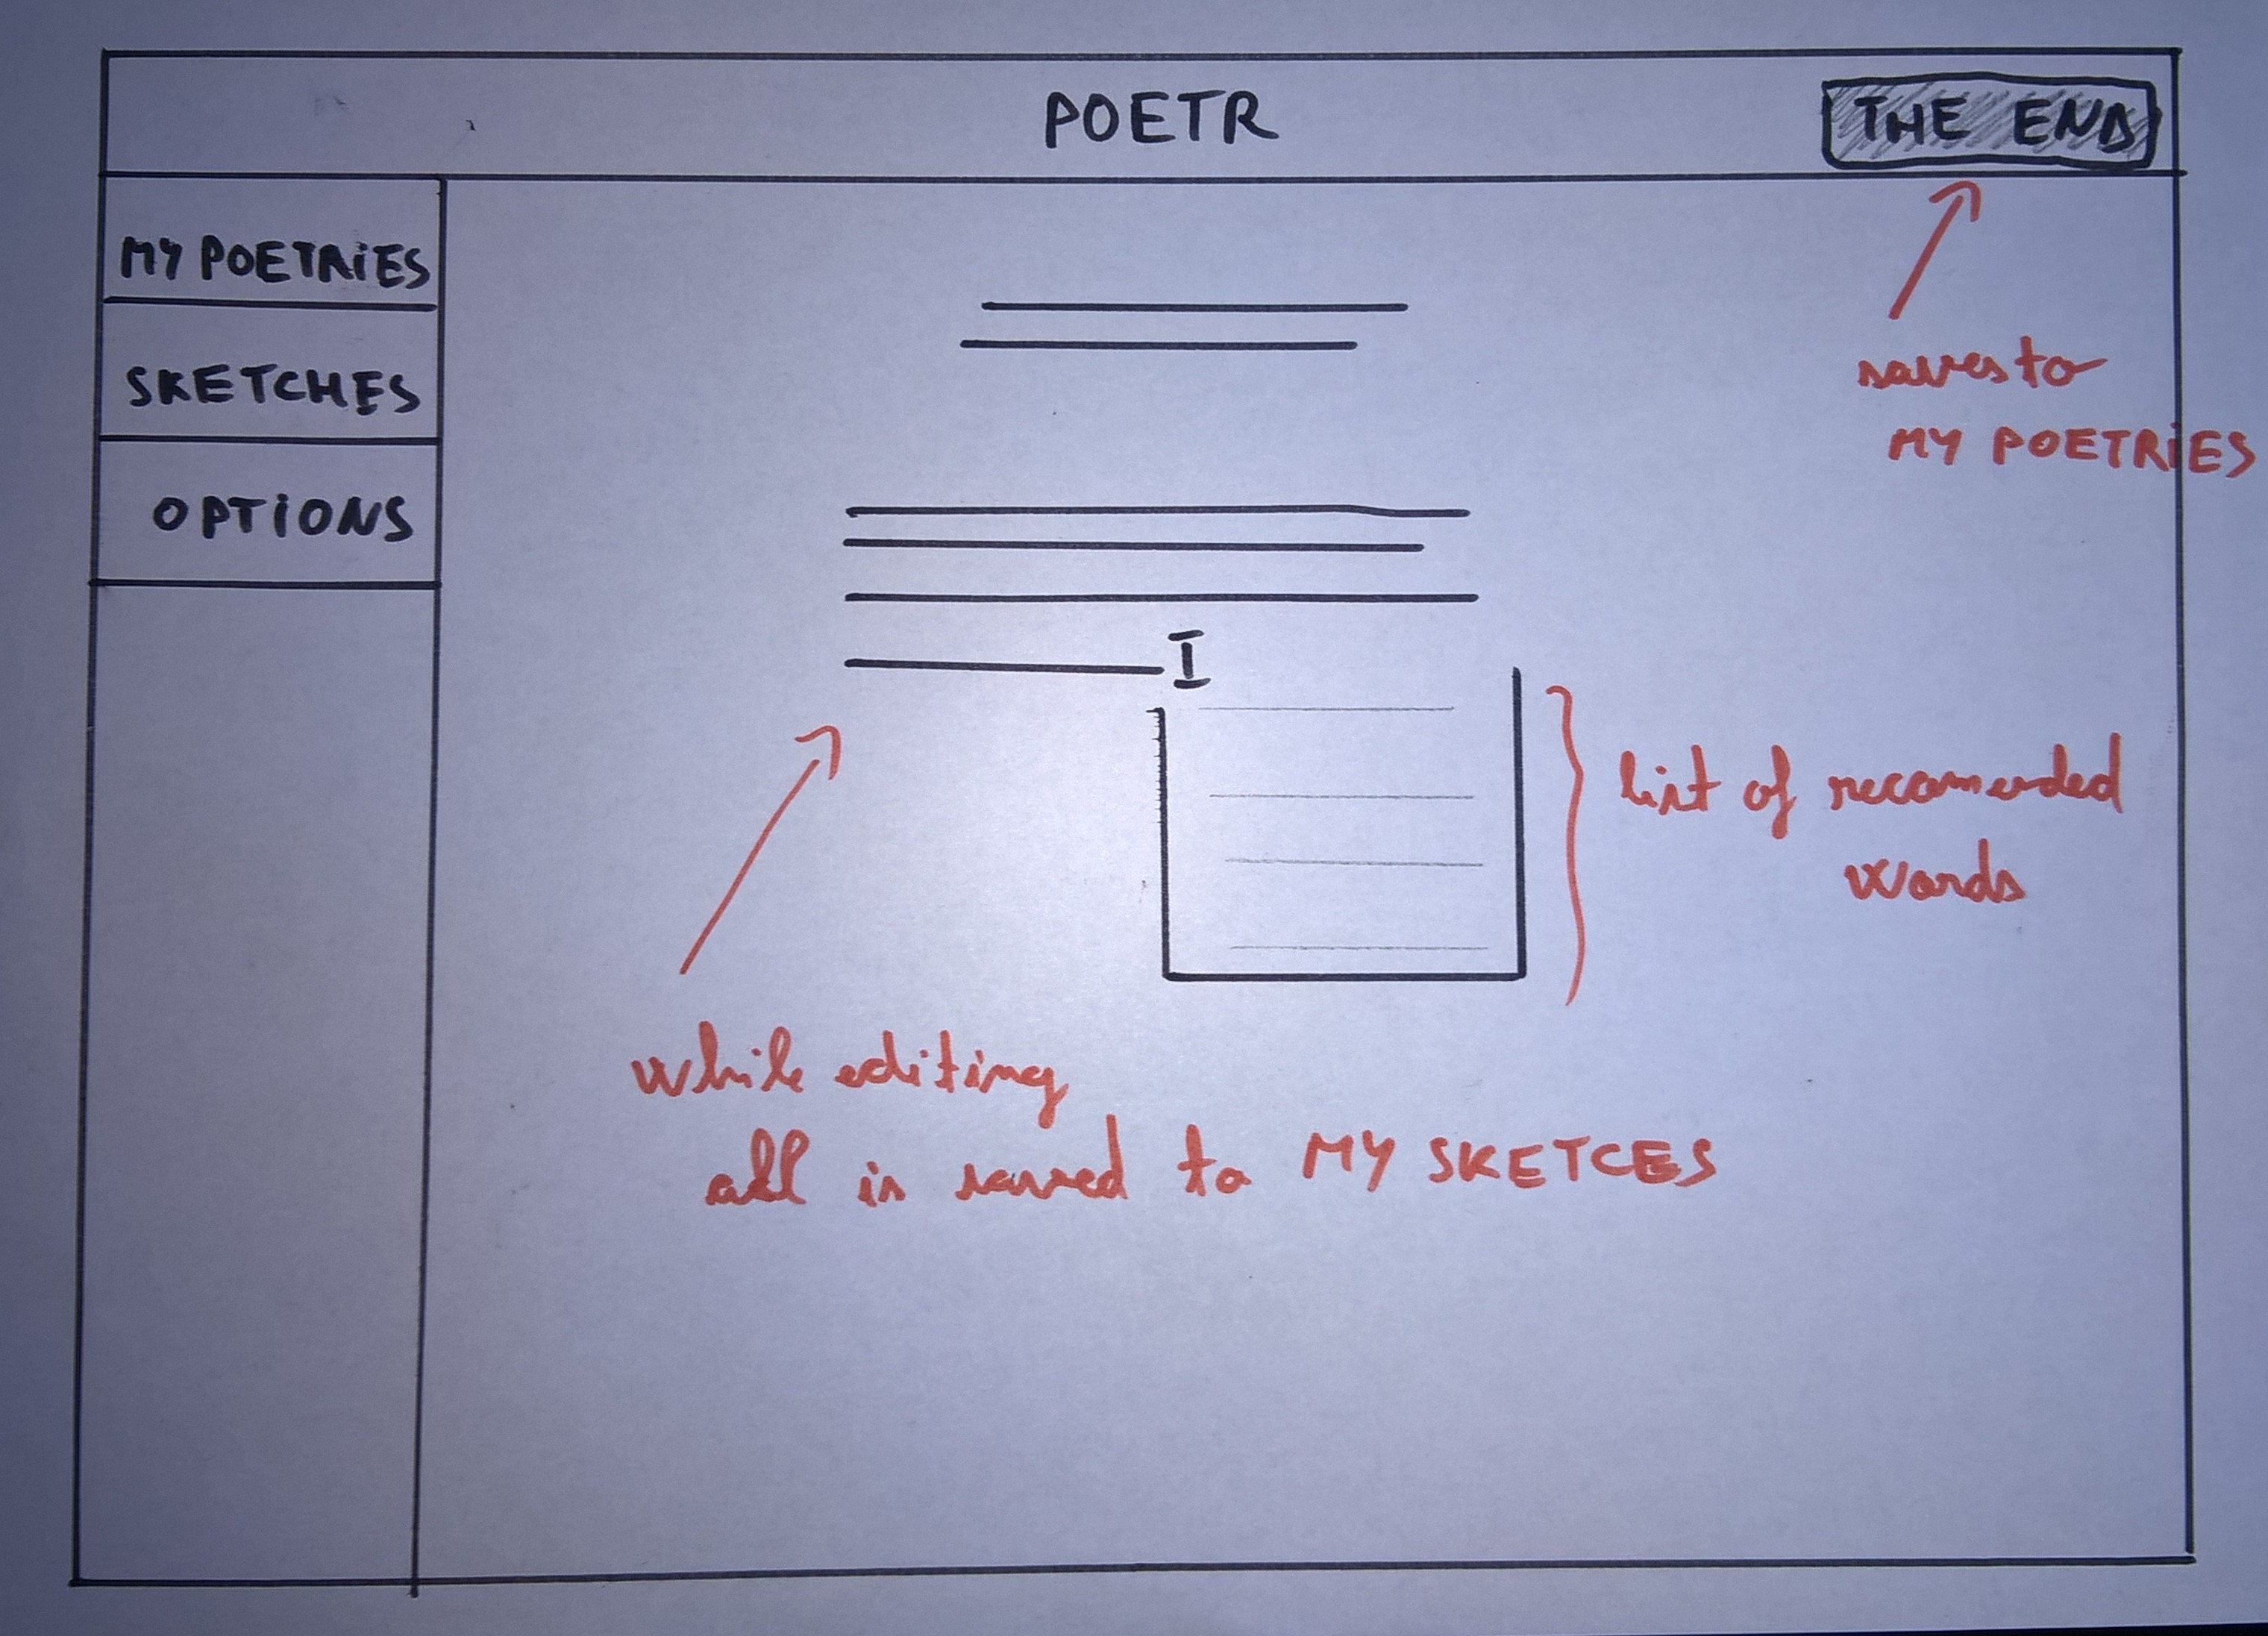 POETR
THE END
MY POETRiES
SKETCHES
OPTiONS
saves to
MY POETRiES
list of recomended
words
while editing
all is saved to MY SKETCES